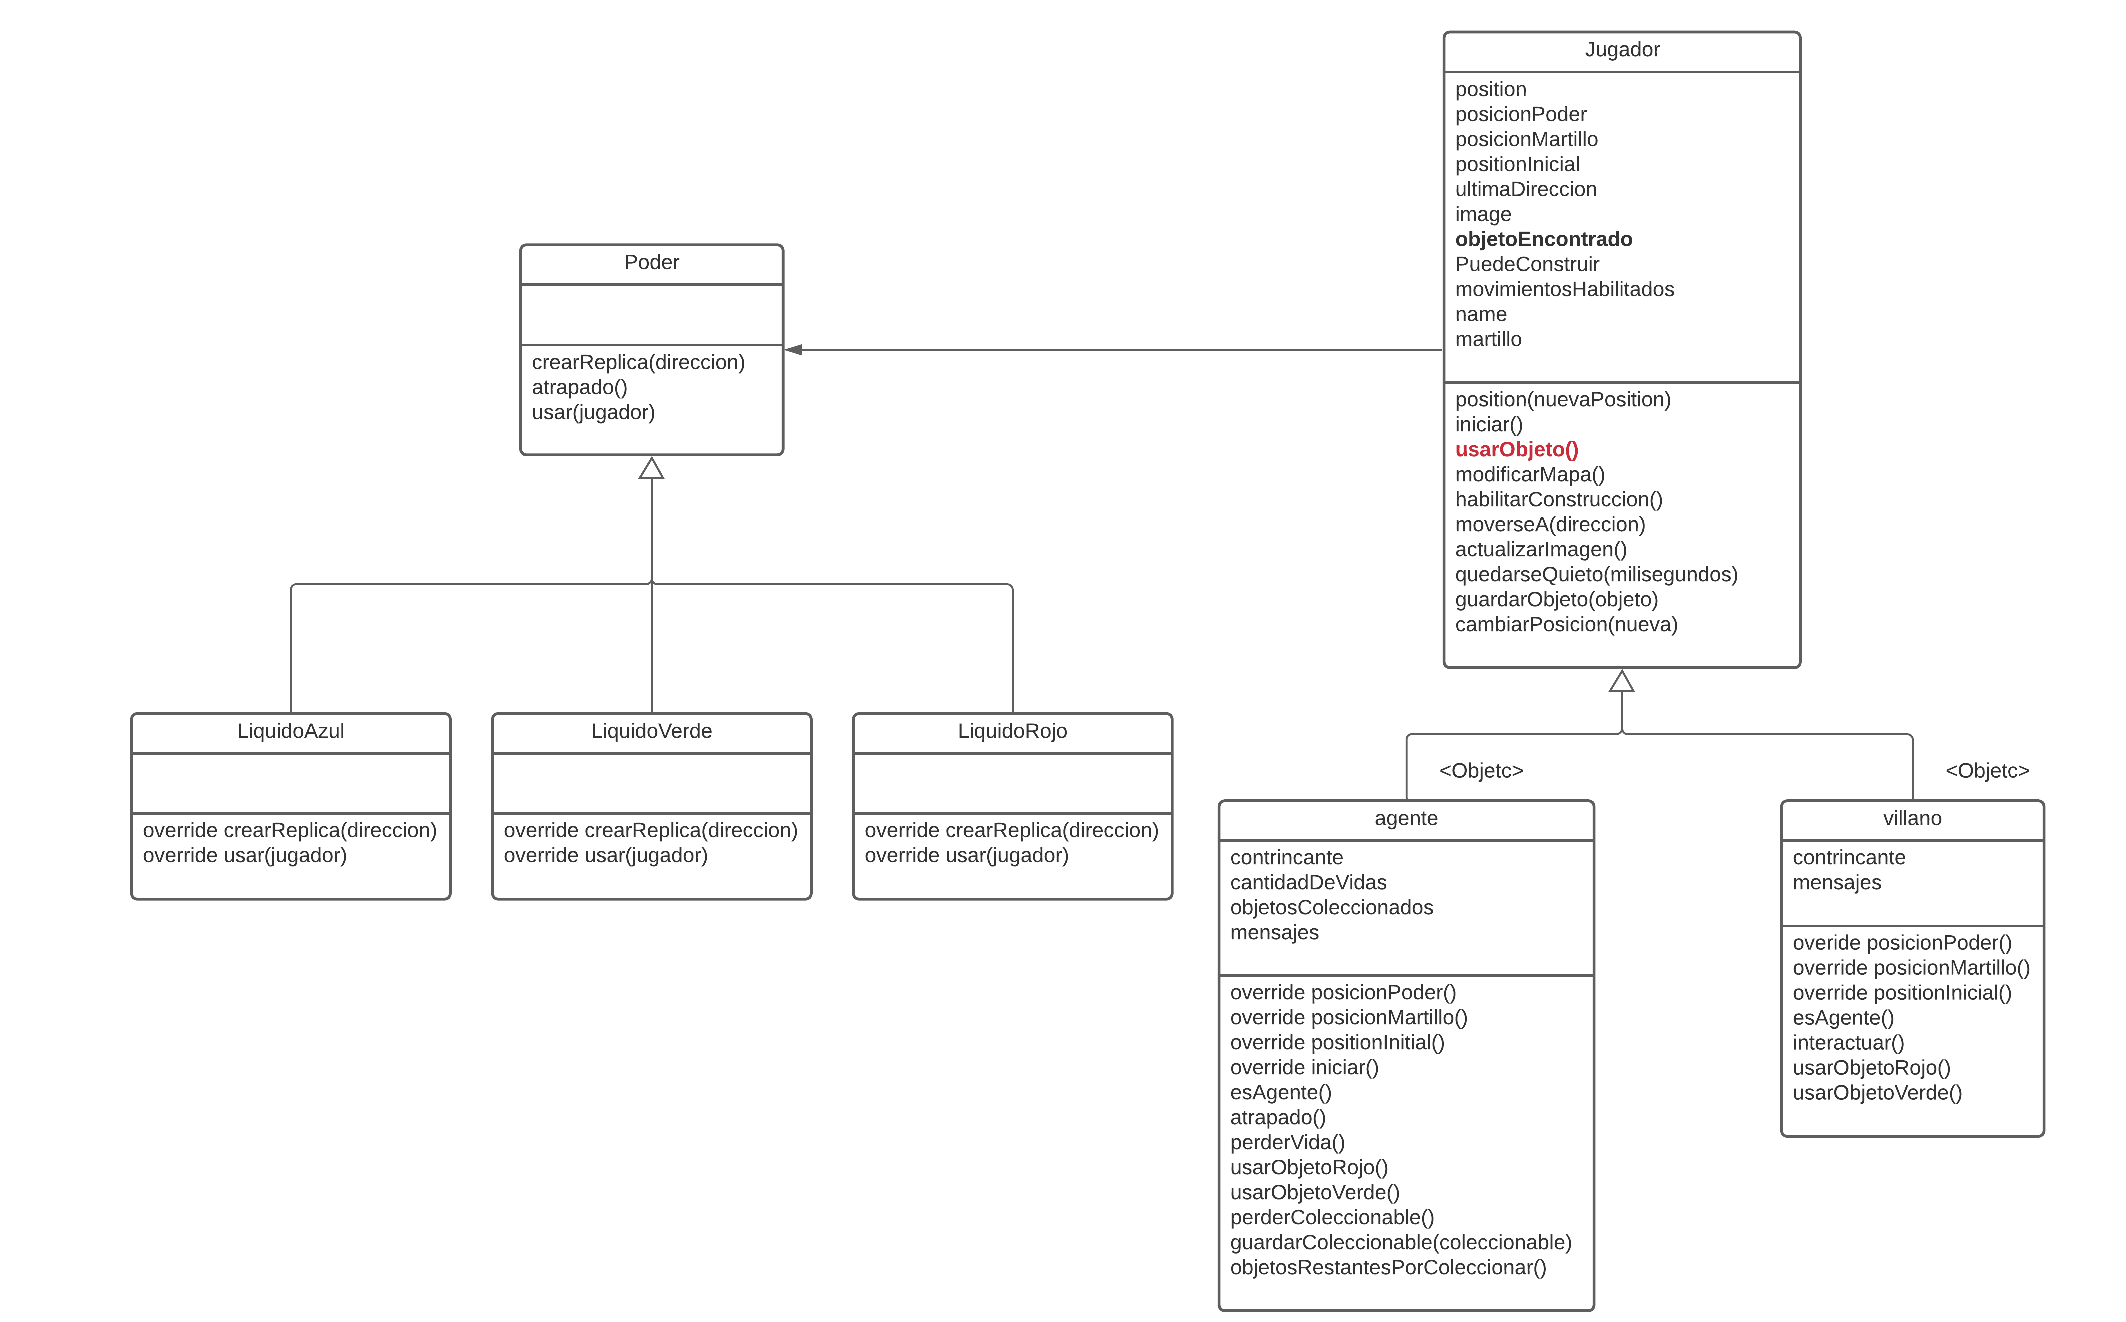 Jugador
position
posicionPoder
posicionMartillo
positionInicial
ultimaDireccion
image
objetoEncontrado
PuedeConstruir
movimientosHabilitados
name
martillo
position(nuevaPosition)
iniciar()
usarObjeto()
modificarMapa()
habilitarConstruccion()
moverseA(direccion)
actualizarImagen()
quedarseQuieto(milisegundos)
guardarObjeto(objeto)
cambiarPosicion(nueva)
Poder
crearReplica(direccion)
atrapado()
usar(jugador)
LiquidoAzul
override crearReplica(direccion)
override usar(jugador)
LiquidoVerde
override crearReplica(direccion)
override usar(jugador)
LiquidoRojo
override crearReplica(direccion)
override usar(jugador)
<Objetc>
agente
contrincante
cantidadDeVidas
objetosColeccionados
mensajes
override posicionPoder()
override posicionMartillo()
override positionInitial()
override iniciar()
esAgente()
atrapado()
perderVida()
usarObjetoRojo()
usarObjetoVerde()
perderColeccionable()
guardarColeccionable(coleccionable)
objetosRestantesPorColeccionar()
<Objetc>
villano
contrincante
mensajes
overide posicionPoder()
override posicionMartillo()
override positionInicial()
esAgente()
interactuar()
usarObjetoRojo()
usarObjetoVerde()